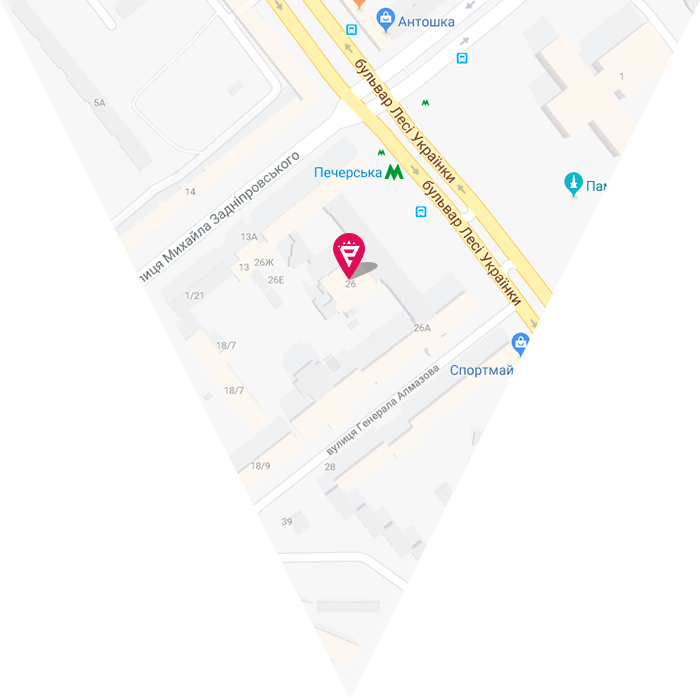 Антошка
1
5А
бульвар Лесі Українки
Печерська
Пам
14
бульвар Лесі Українки
лиця Михайла Задніпровського
13А
26Ж
13
26Е
26
1/21
26А
18/7
Спортмай
18/7
вулиця Генерала Алмазова
18/9
28
39